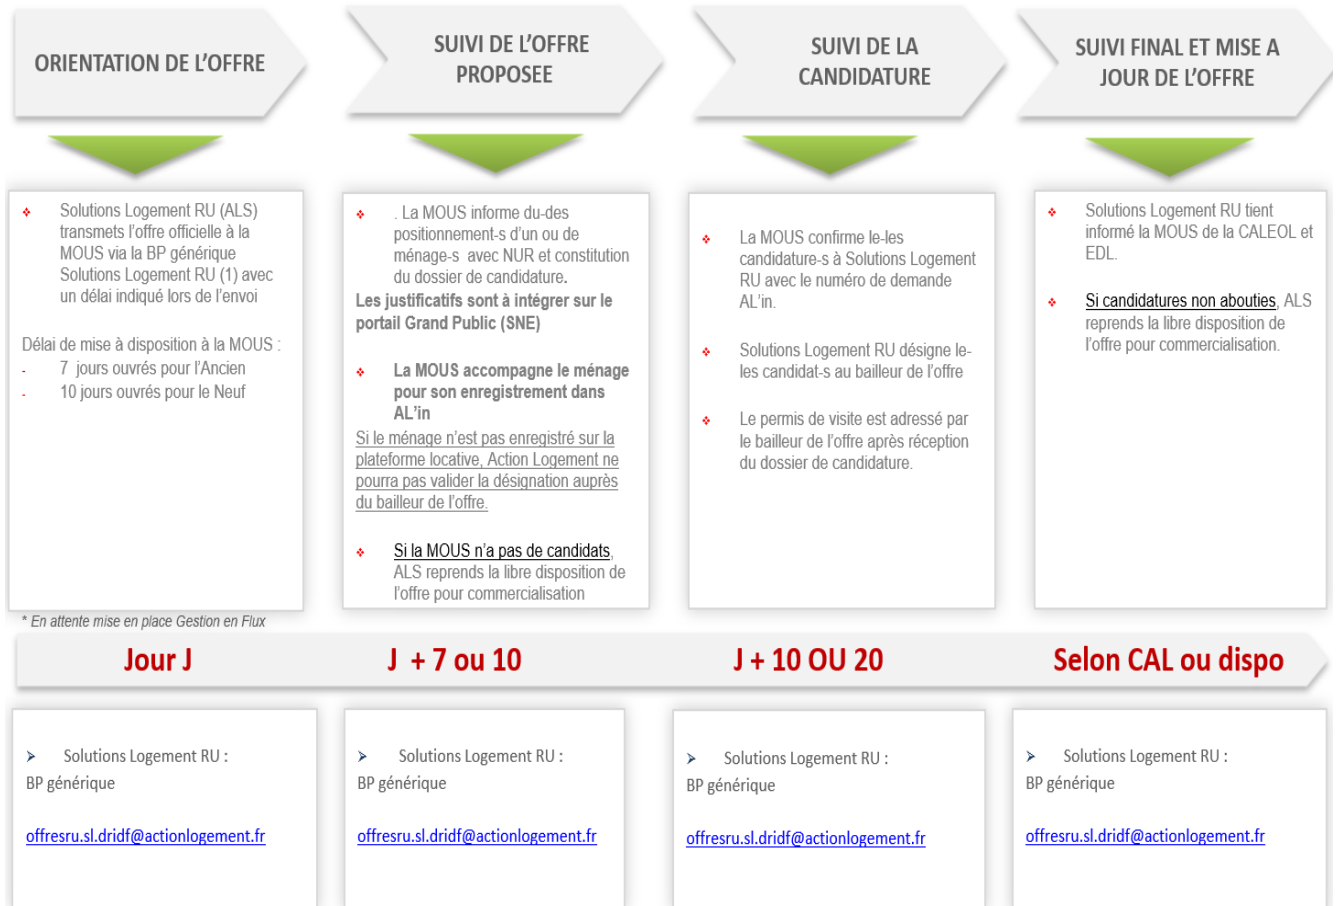 ORIENTATION DE L'OFFRE
SUIVI DE L'OFFRE
PROPOSEE
SUIVI DE LA
CANDIDATURE
SUIVI FINAL ET MISE A
JOUR DE L'OFFRE
❖ Solutions Logement RU (ALS)
transmets l'offre officielle à la
MOUS via la BP générique
Solutions Logement RU (1) avec
un délai indiqué lors de l'envoi
Délai de mise à disposition à la MOUS :
- 7 jours ouvrés pour l'Ancien
- 10 jours ouvrés pour le Neuf
❖ . La MOUS informe du-des
positionnement-s d'un ou de
ménage-s avec NUR et constitution
du dossier de candidature.
Les justificatifs sont à intégrer sur le
portail Grand Public (SNE)
❖ La MOUS accompagne le ménage
pour son enregistrement dans
AL'in
Si le ménage n'est pas enregistré sur la
plateforme locative, Action Logement ne
pourra pas valider la désignation auprès
du bailleur de l'offre.
❖ Si la MOUS n'a pas de candidats,
ALS reprends la libre disposition de
l'offre pour commercialisation
❖ La MOUS confirme le-les
candidature-s à Solutions Logement
RU avec le numéro de demande
AL'in.
❖ Solutions Logement RU désigne le-
les candidat-s au bailleur de l'offre
❖ Le permis de visite est adressé par
le bailleur de l'offre après réception
du dossier de candidature.
❖ Solutions Logement RU tient
informé la MOUS de la CALEOL et
EDL.
❖ Si candidatures non abouties, ALS
reprends la libre disposition de
l'offre pour commercialisation.
* En attente mise en place Gestion en Flux
Jour J
J + 7 ou 10
J + 10 OU 20
Selon CAL ou dispo
➢ Solutions Logement RU :
BP générique
offresru.sl.dridf@actionlogement.fr
➢ Solutions Logement RU :
BP générique
offresru.sl.dridf@actionlogement.fr
➢ Solutions Logement RU :
BP générique
offresru.sl.dridf@actionlogement.fr
➢ Solutions Logement RU :
BP générique
offresru.sl.dridf@actionlogement.fr